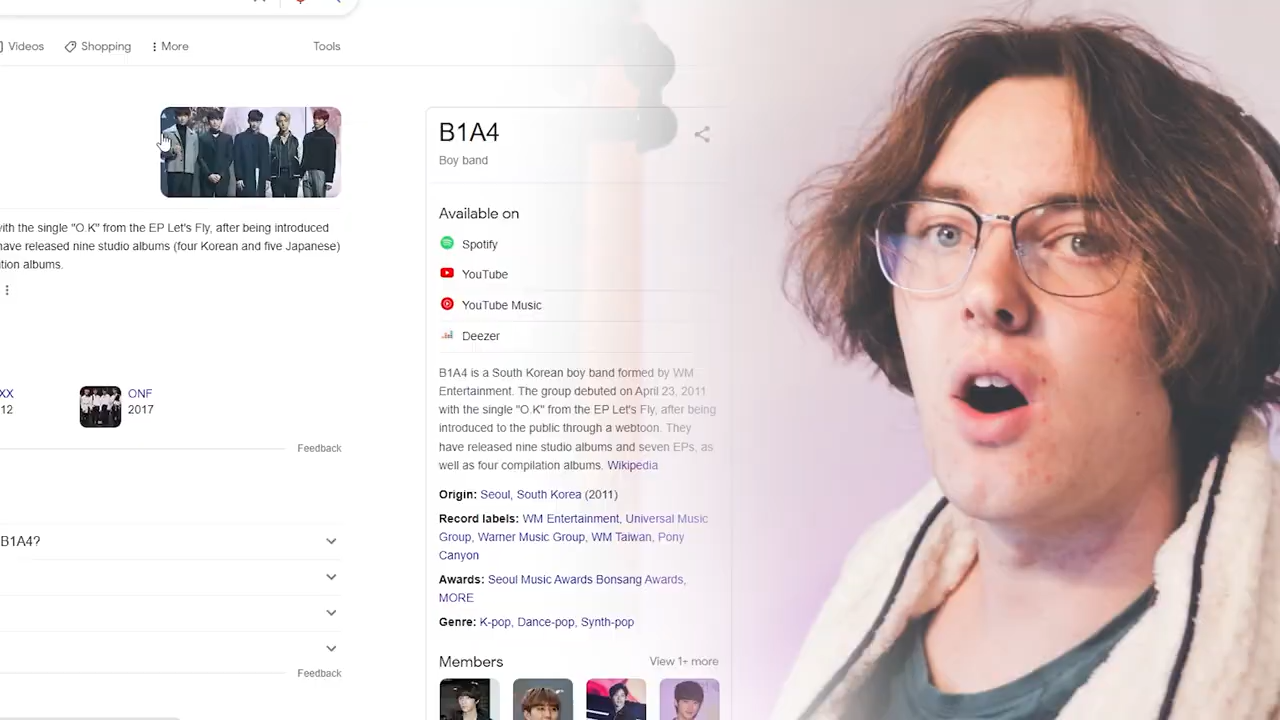 Videos
Shopping
More
Tools
with the single "O.K" from the EP Let's Fly, after being introduced
have released nine studio albums (four Korean and five Japanese)
tion albums.
XX
12
ONF
2017
Feedback
B1A4?
Feedback
B1A4
Boy band
Available on
Spotify
YouTube
YouTube Music
Deezer
B1A4 is a South Korean boy band formed by WM
Entertainment. The group debuted on April 23, 2011
with the single "O.K" from the EP Let's Fly, after being
introduced to the public through a webtoon. They
have released nine studio albums and seven EPs, as
well as four compilation albums. Wikipedia
Origin: Seoul, South Korea (2011)
Record labels: WM Entertainment, Universal Music
Group, Warner Music Group, WM Taiwan, Pony
Canyon
Awards: Seoul Music Awards Bonsang Awards,
MORE
Genre: K-pop, Dance-pop, Synth-pop
Members
View 1+ more